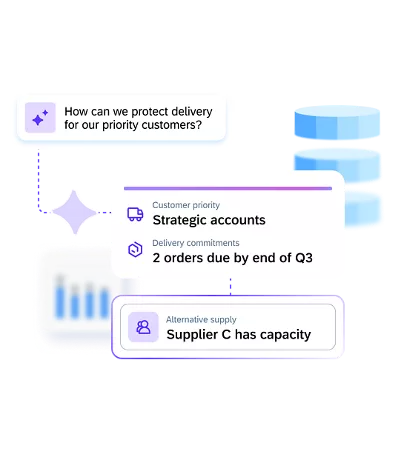 How can we protect delivery
for our priority customers?
Customer priority
Strategic accounts
Delivery commitments
2 orders due by end of Q3
Alternative supply
Supplier C has capacity